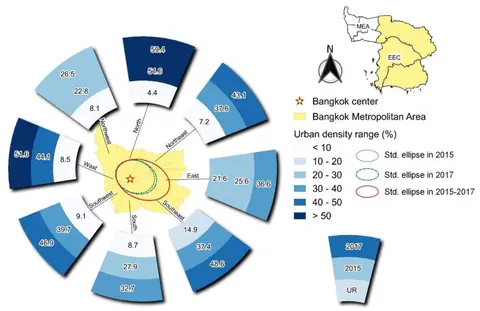 MEA
EEC
N
26.5
22.8
8.1
4.4
43.1
37.6
7.2
Northwest
North
Northeast
Bangkok center
Bangkok Metropolitan Area
Urban density range (%)
< 10
10 - 20
20 - 30
30 - 40
40 - 50
> 50
Std. ellipse in 2015
Std. ellipse in 2017
Std. ellipse in 2015-2017
51.6
44.1
8.5
West
East
21.6
25.6
36.6
Southwest
South
Southeast
9.1
39.7
46.9
8.7
27.9
32.7
14.9
37.4
48.6
2017
2015
UR